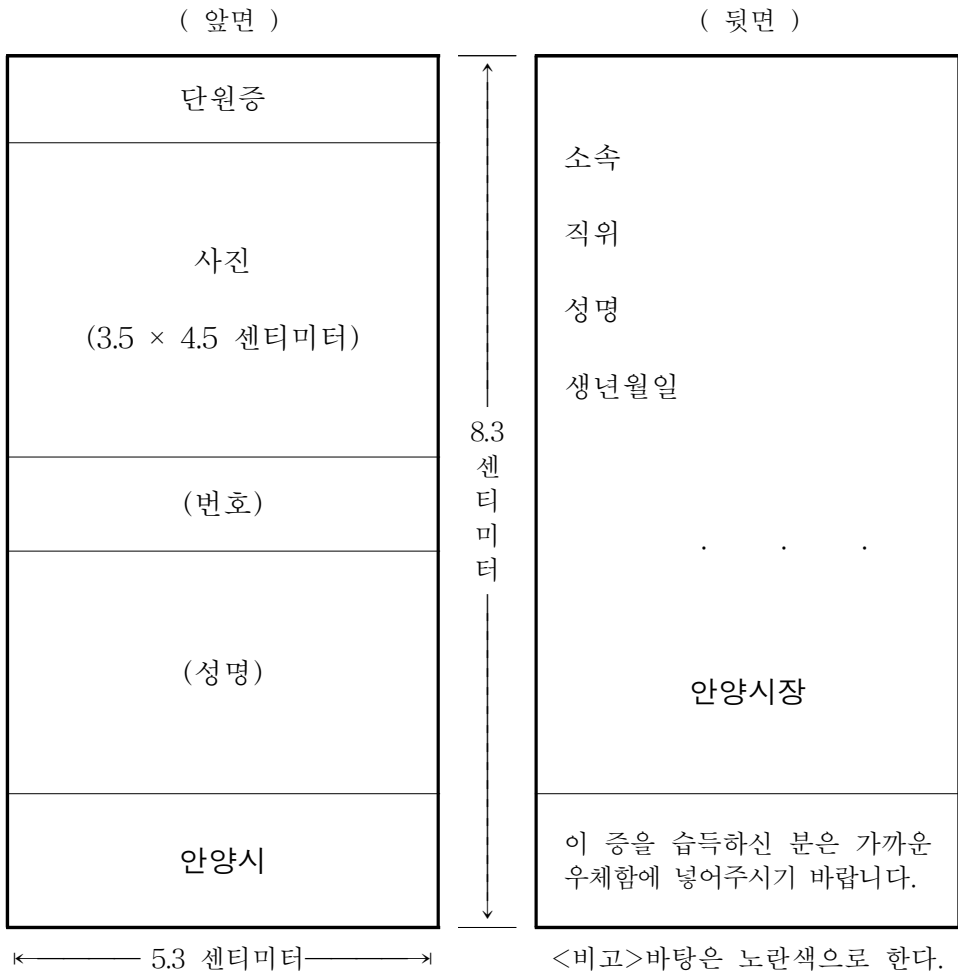 ( 앞면 )
단원증
사진
(3.5 × 4.5 센티미터)
(번호)
(성명)
안양시
5.3 센티미터
8.3
센
티
미
터
( 뒷면 )
소속
직위
성명
생년월일
. . .
안양시장
이 증을 습득하신 분은 가까운
우체함에 넣어주시기 바랍니다.
<비고>바탕은 노란색으로 한다.